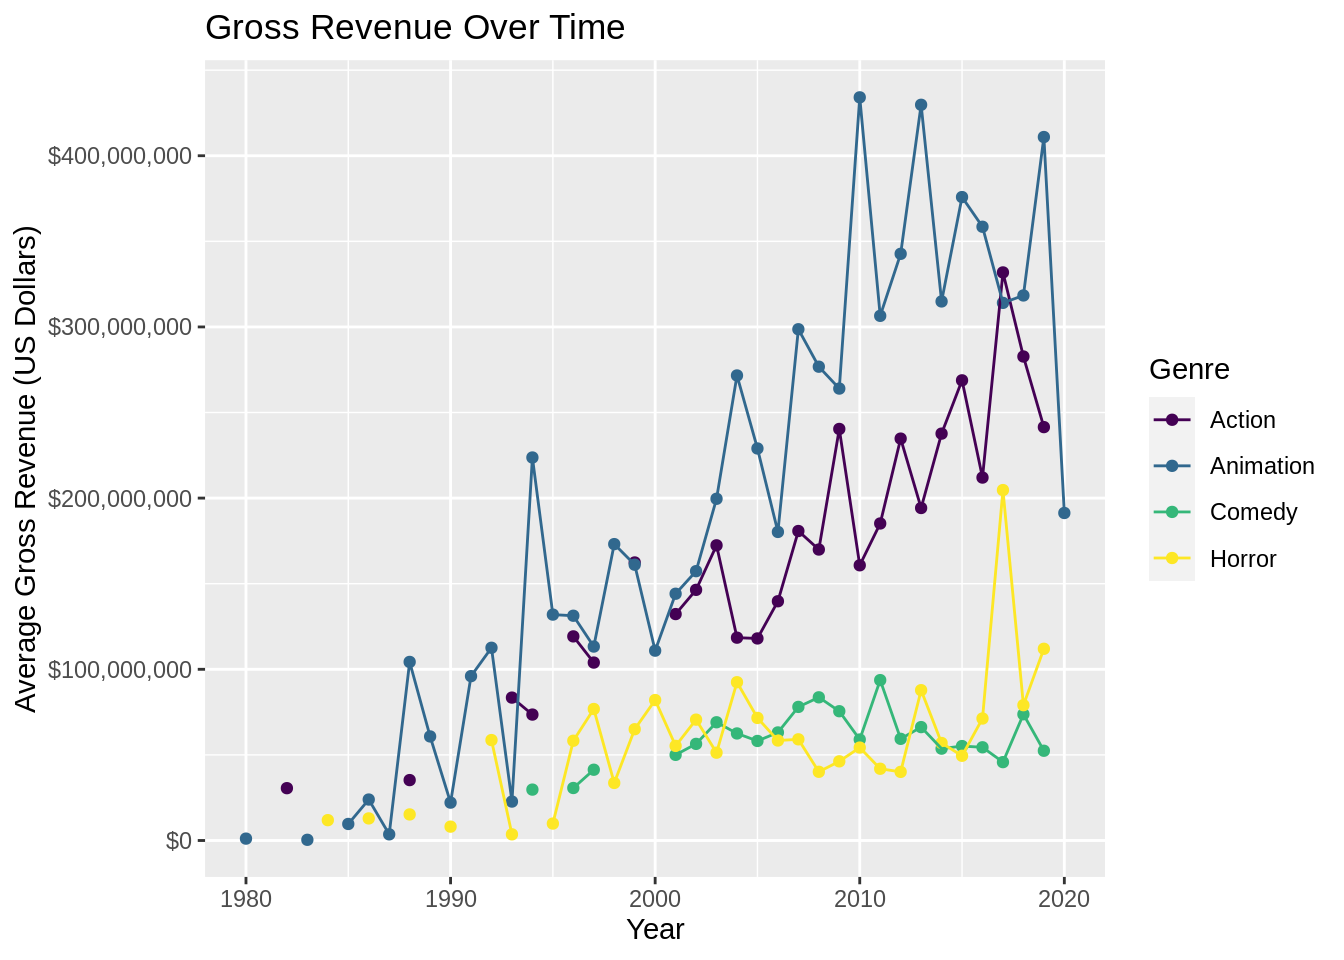 Gross Revenue Over Time
Average Gross Revenue (US Dollars)
$400,000,000
$300,000,000
$200,000,000
$100,000,000
$0
1980
1990
2000
2010
2020
Year
Genre
Action
Animation
Comedy
Horror